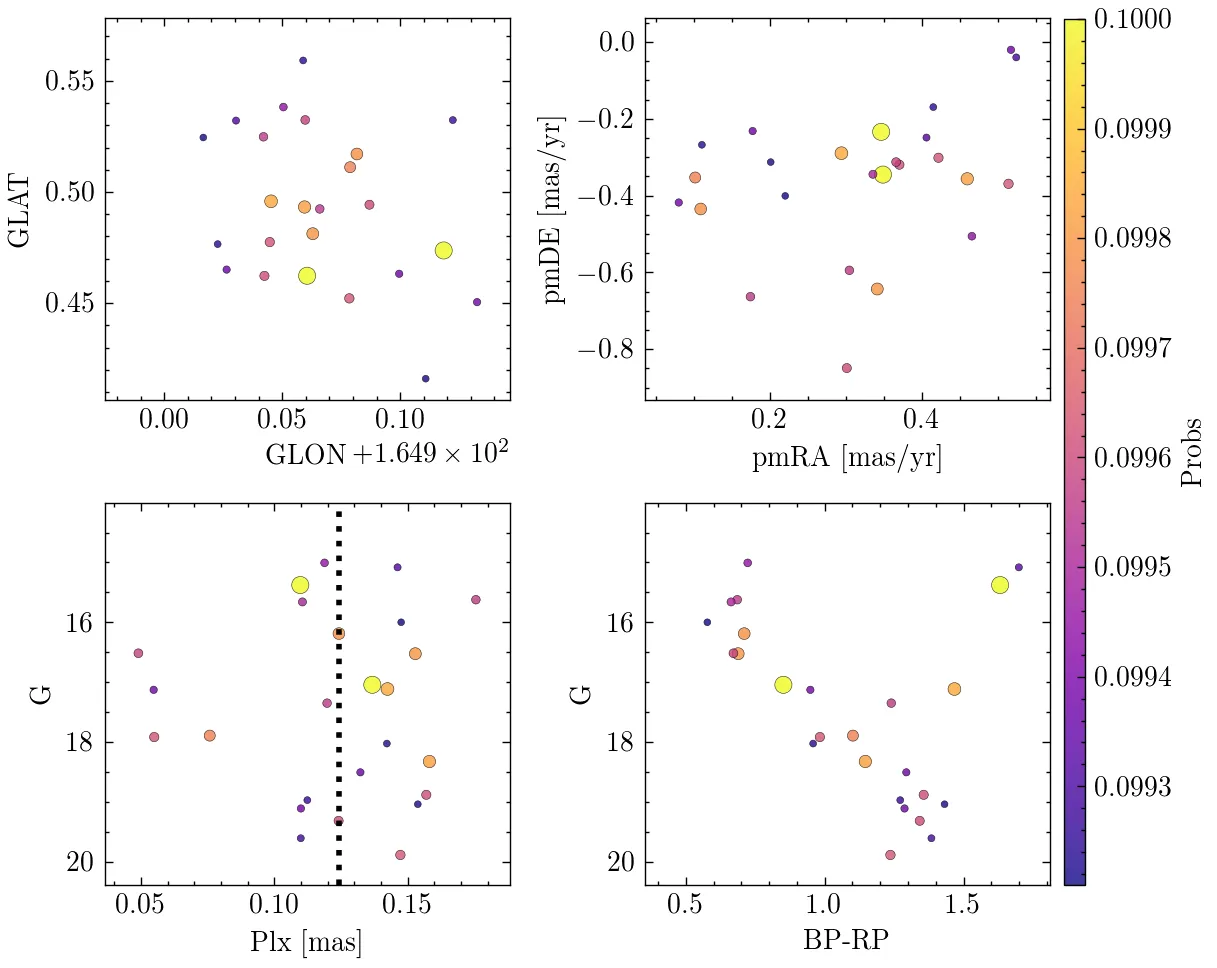 0.55
0.50
0.45
GLAT
0.00 0.05 0.10
GLON +1.649 × 10²
0.0
−0.2
−0.4
−0.6
−0.8
pmDE [mas/yr]
0.2 0.4
pmRA [mas/yr]
16
18
20
G
0.05 0.10 0.15
Plx [mas]
16
18
20
G
0.5 1.0 1.5
BP-RP
0.1000
0.0999
0.0998
0.0997
0.0996
0.0995
0.0994
0.0993
Probs